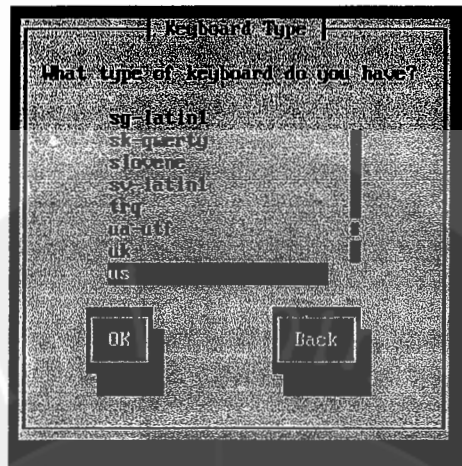 Keyboard Type
What type of keyboard do you have?
sg-latin1
sk-qwerty
slovene
sv-latin1
trq
ua-utf
uk
us
OK Back